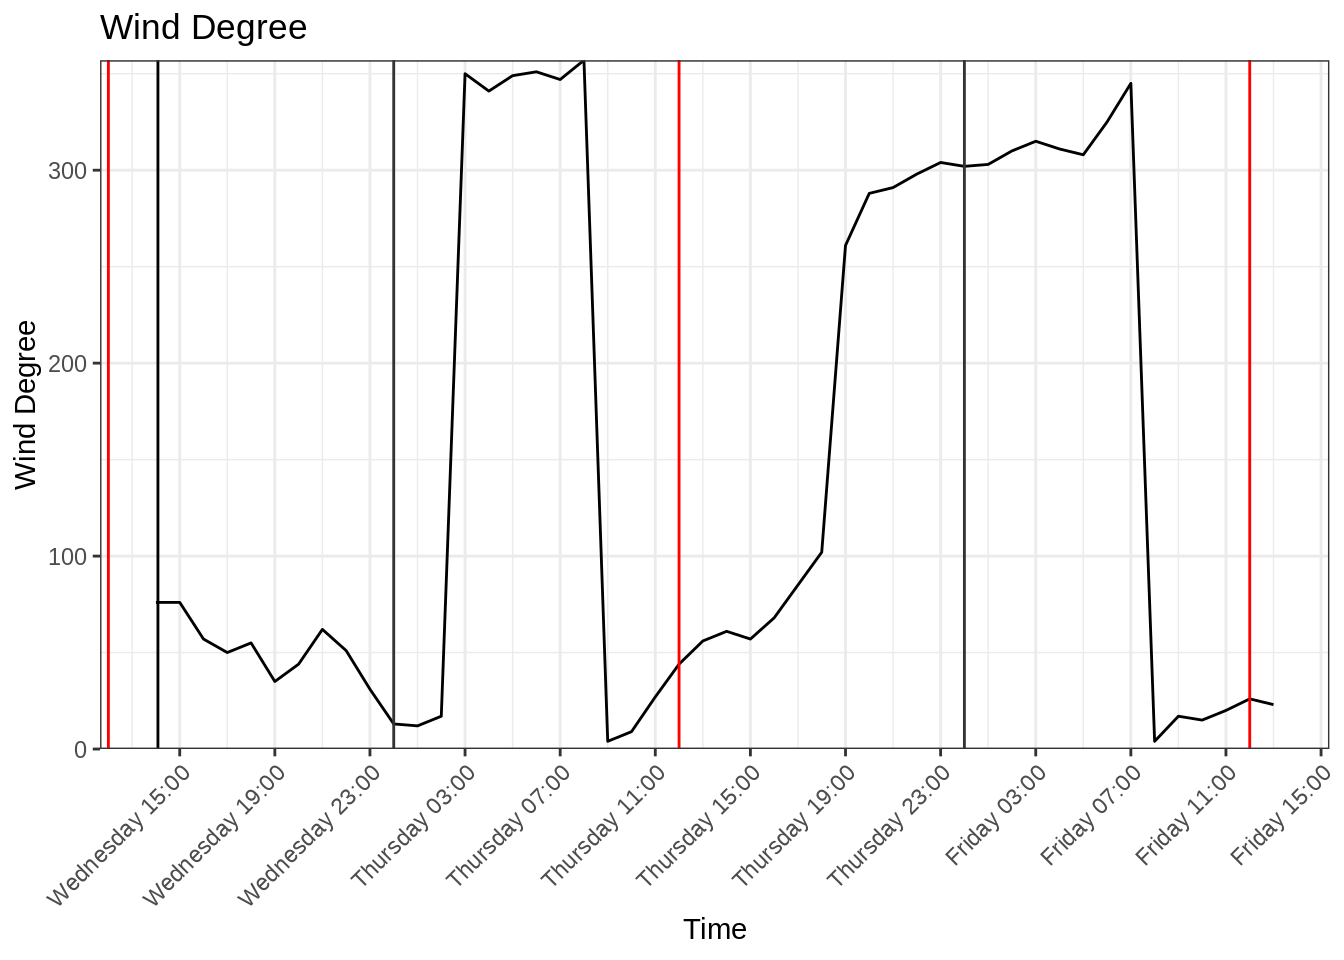 Wind Degree
Wind Degree
300
200
100
0
Wednesday 15:00
Wednesday 19:00
Wednesday 23:00
Thursday 03:00
Thursday 07:00
Thursday 11:00
Thursday 15:00
Thursday 19:00
Thursday 23:00
Friday 03:00
Friday 07:00
Friday 11:00
Friday 15:00
Time